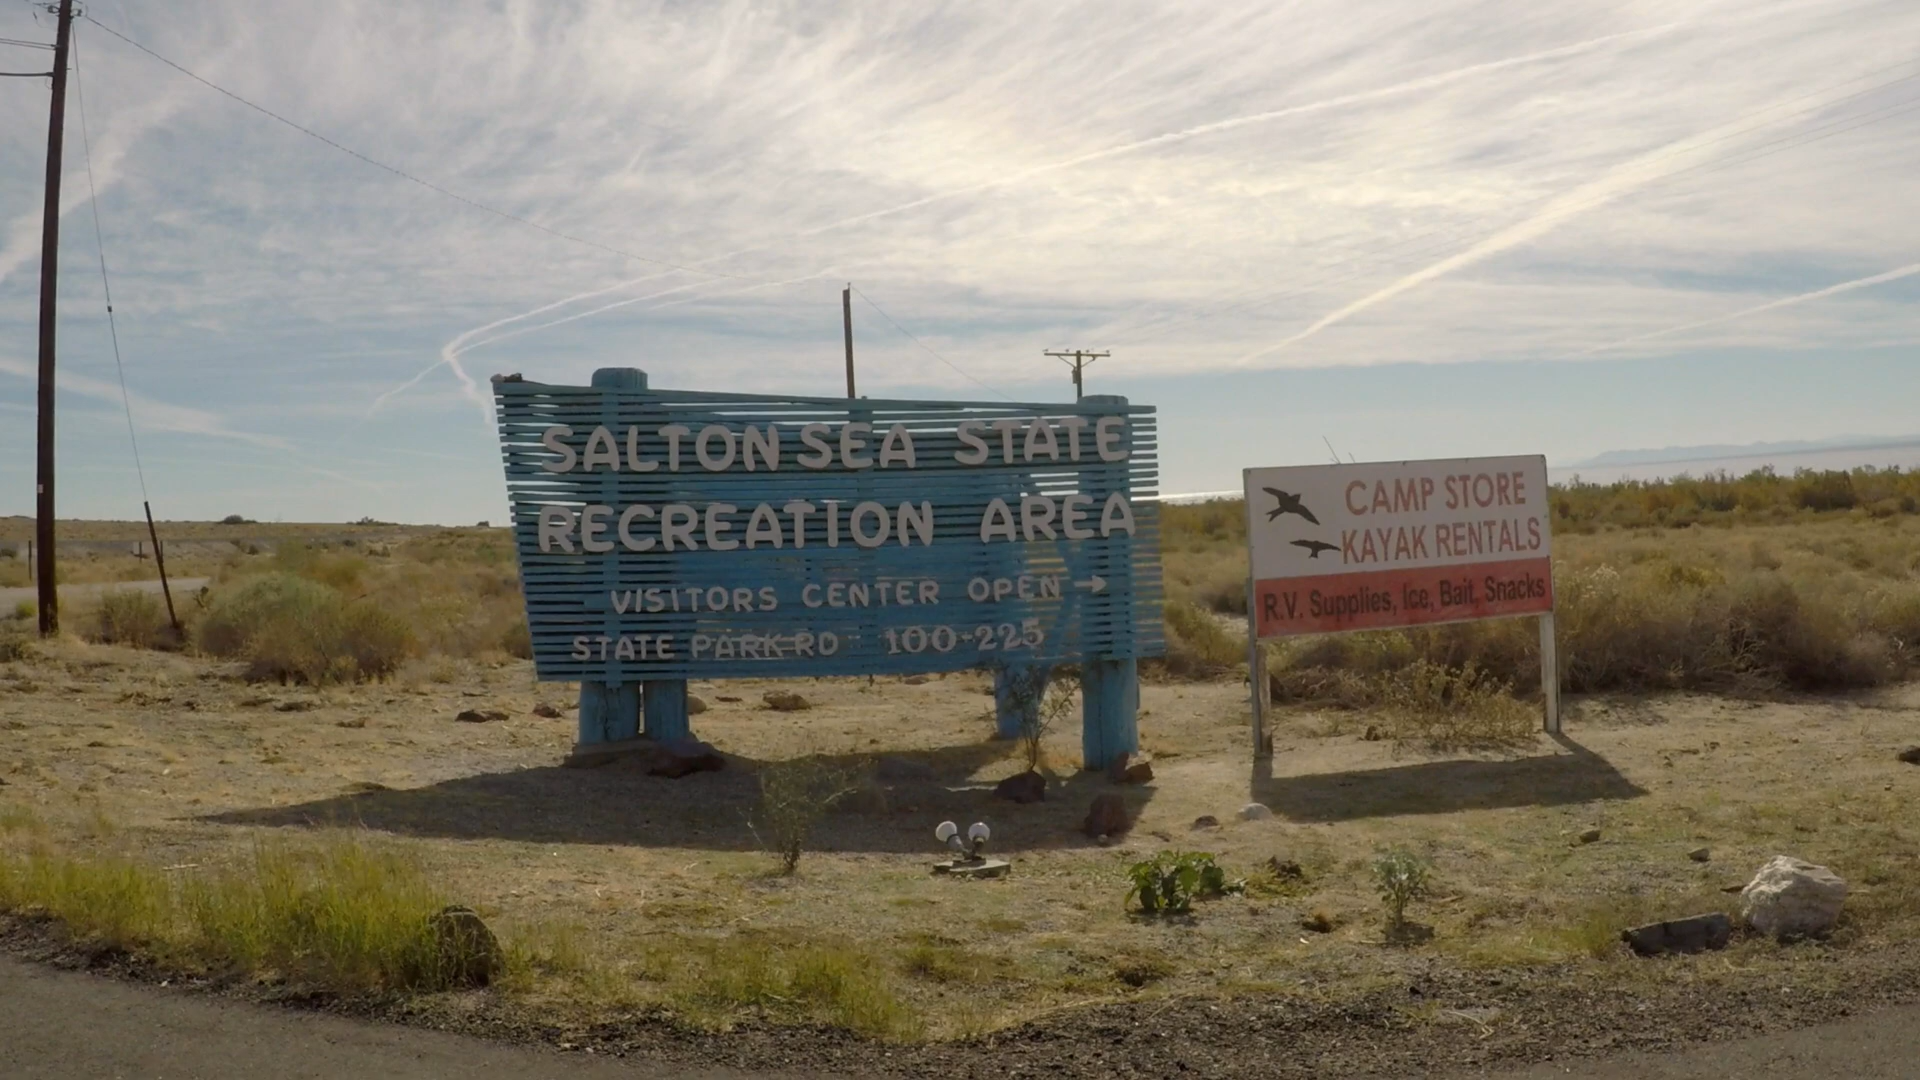 SALTON SEA STATE
RECREATION AREA
VISITORS CENTER OPEN →
STATE PARK RD 100-225
CAMP STORE
KAYAK RENTALS
R.V. Supplies, Ice, Bait, Snacks